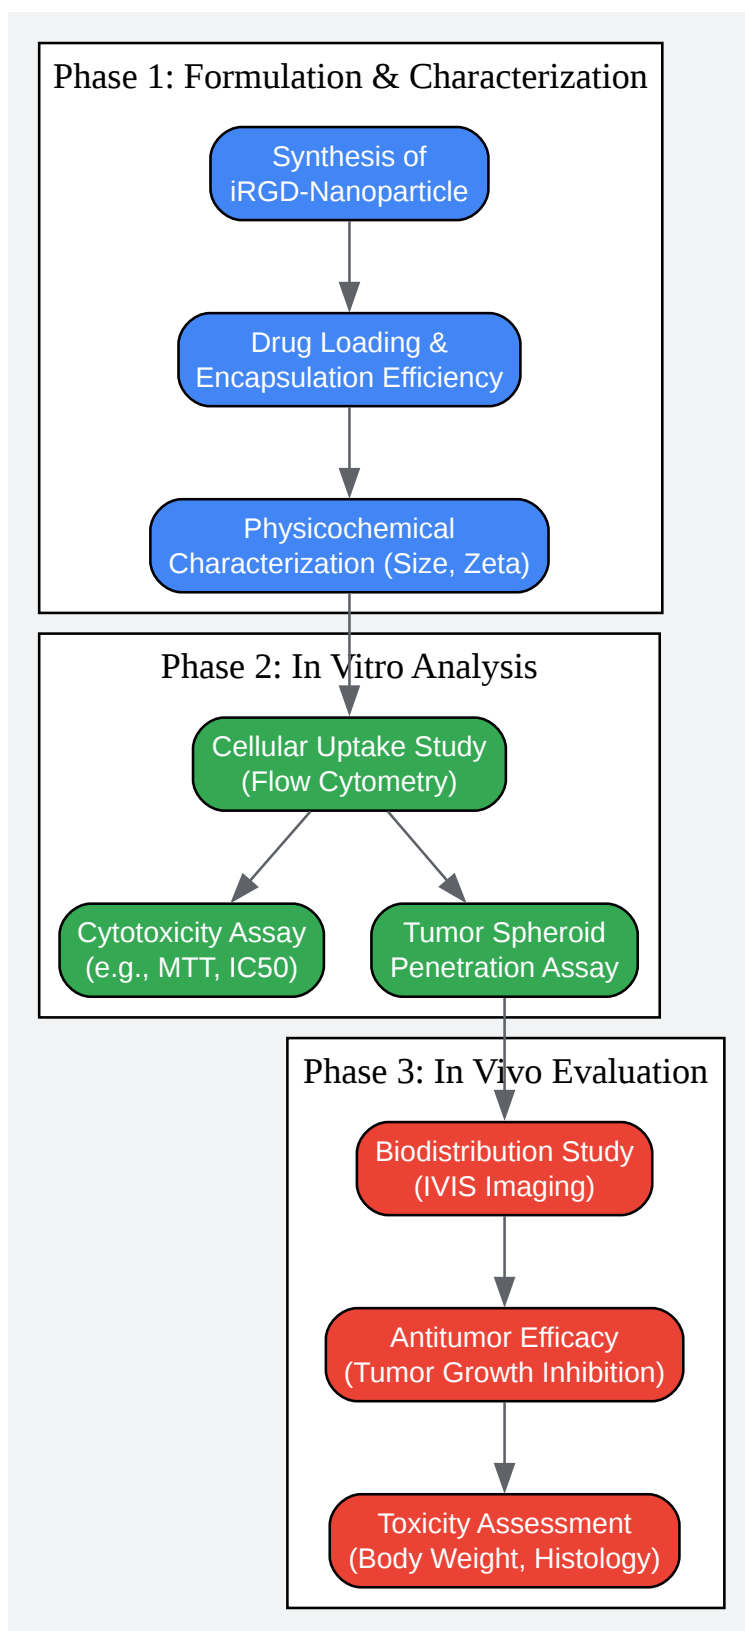 Phase 1: Formulation & Characterization
Synthesis of
iRGD-Nanoparticle
Drug Loading &
Encapsulation Efficiency
Physicochemical
Characterization (Size, Zeta)
Phase 2: In Vitro Analysis
Cellular Uptake Study
(Flow Cytometry)
Cytotoxicity Assay
(e.g., MTT, IC50)
Tumor Spheroid
Penetration Assay
Phase 3: In Vivo Evaluation
Biodistribution Study
(IVIS Imaging)
Antitumor Efficacy
(Tumor Growth Inhibition)
Toxicity Assessment
(Body Weight, Histology)